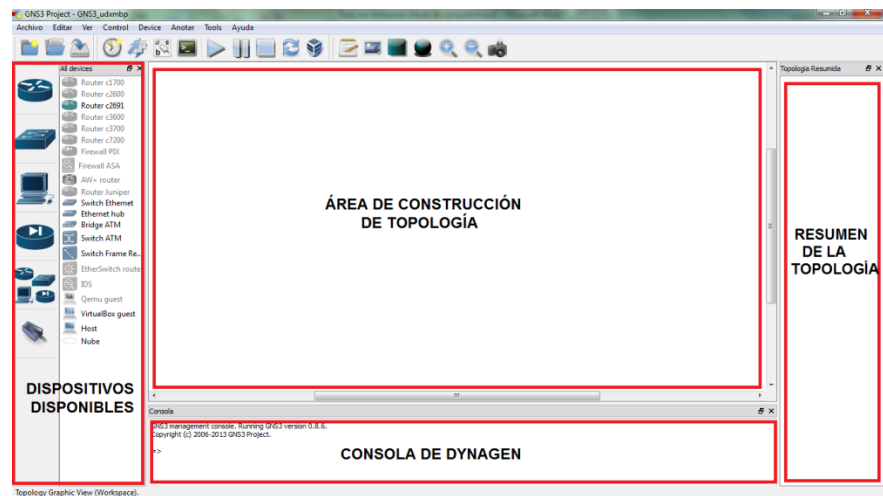 GNS3 Project - GNS3_udxmbp
Archivo Editar Ver Control Device Anotar Tools Ayuda
All devices
Router c1700
Router c2600
Router c2691
Router c3600
Router c3700
Router c7200
Firewall PIX
Firewall ASA
AW+ router
Router Juniper
Switch Ethernet
Ethernet hub
Bridge ATM
Switch ATM
Switch Frame Re...
EtherSwitch route
IDS
Qemu guest
VirtualBox guest
Host
Nube
DISPOSITIVOS
DISPONIBLES
ÁREA DE CONSTRUCCIÓN
DE TOPOLOGÍA
Topologia Resumida
RESUMEN
DE LA
TOPOLOGÍA
Consola
GNS3 management console. Running GNS3 version 0.8.6.
Copyright (c) 2006-2013 GNS3 Project.
=>
CONSOLA DE DYNAGEN
Topology Graphic View (Workspace).